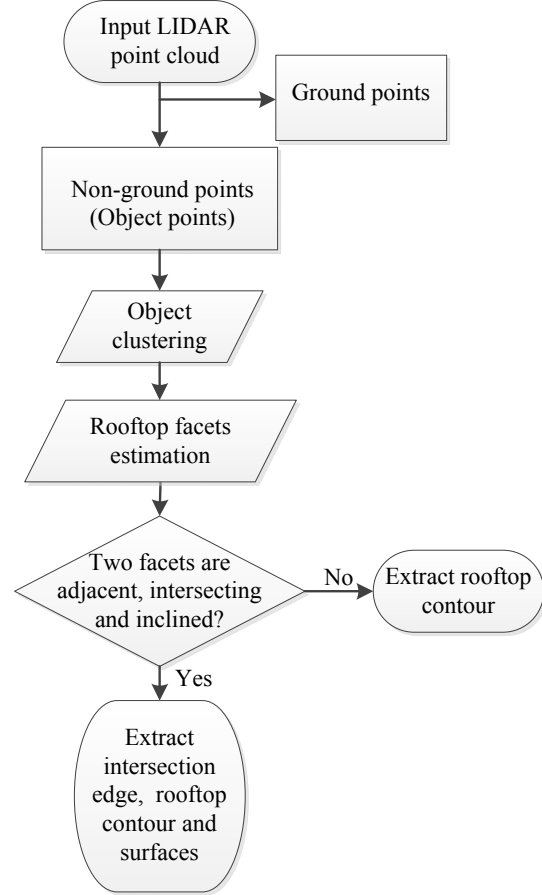 Input LIDAR
point cloud
Ground points
Non-ground points
(Object points)
Object
clustering
Rooftop facets
estimation
Two facets are
adjacent, intersecting
and inclined?
No
Extract rooftop
contour
Yes
Extract
intersection
edge, rooftop
contour and
surfaces